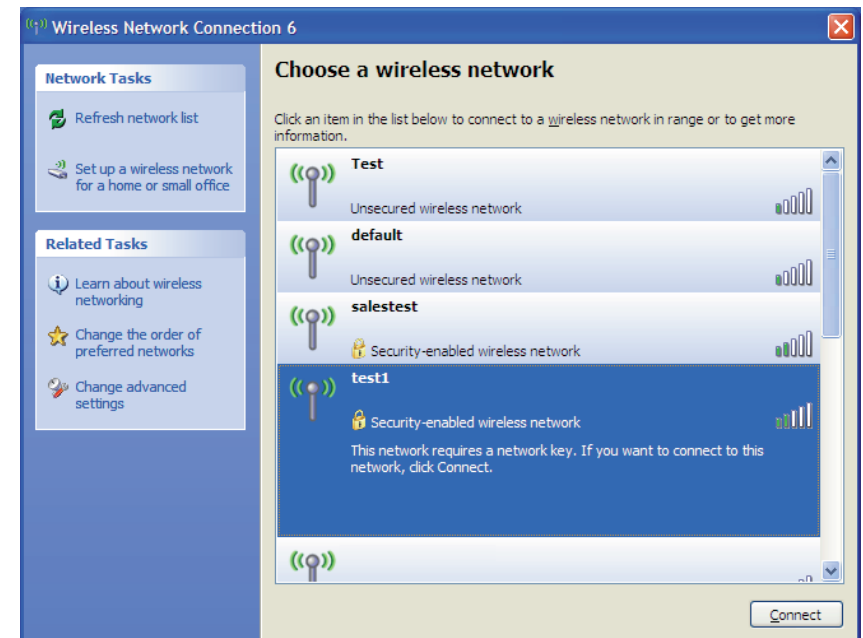 Wireless Network Connection 6
Network Tasks
Refresh network list
Set up a wireless network
for a home or small office
Related Tasks
Learn about wireless
networking
Change the order of
preferred networks
Change advanced
settings
Choose a wireless network
Click an item in the list below to connect to a wireless network in range or to get more
information.
Test
Unsecured wireless network
default
Unsecured wireless network
salestest
Security-enabled wireless network
test1
Security-enabled wireless network
This network requires a network key. If you want to connect to this
network, click Connect.
Connect